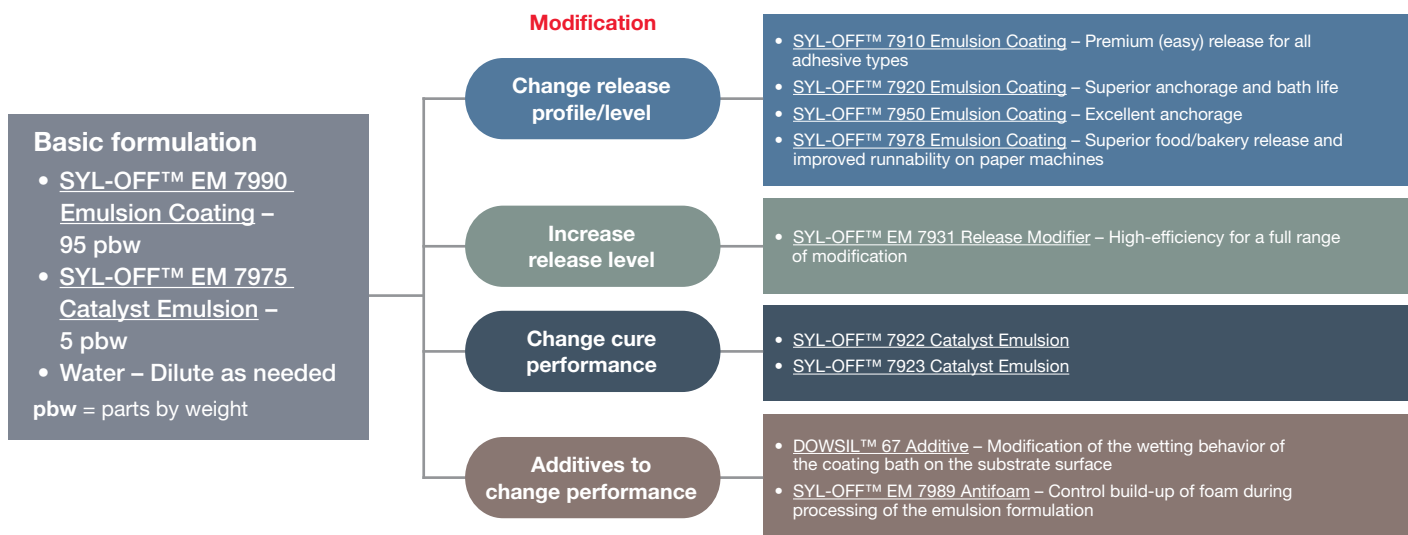 Modification
Basic formulation
• SYL-OFF™ EM 7990
Emulsion Coating –
95 pbw
• SYL-OFF™ EM 7975
Catalyst Emulsion –
5 pbw
• Water – Dilute as needed
pbw = parts by weight
Change release
profile/level
• SYL-OFF™ 7910 Emulsion Coating – Premium (easy) release for all
adhesive types
• SYL-OFF™ 7920 Emulsion Coating – Superior anchorage and bath life
• SYL-OFF™ 7950 Emulsion Coating – Excellent anchorage
• SYL-OFF™ 7978 Emulsion Coating – Superior food/bakery release and
improved runnability on paper machines
Increase
release level
• SYL-OFF™ EM 7931 Release Modifier – High-efficiency for a full range
of modification
Change cure
performance
• SYL-OFF™ 7922 Catalyst Emulsion
• SYL-OFF™ 7923 Catalyst Emulsion
Additives to
change performance
• DOWSIL™ 67 Additive – Modification of the wetting behavior of
the coating bath on the substrate surface
• SYL-OFF™ EM 7989 Antifoam – Control build-up of foam during
processing of the emulsion formulation